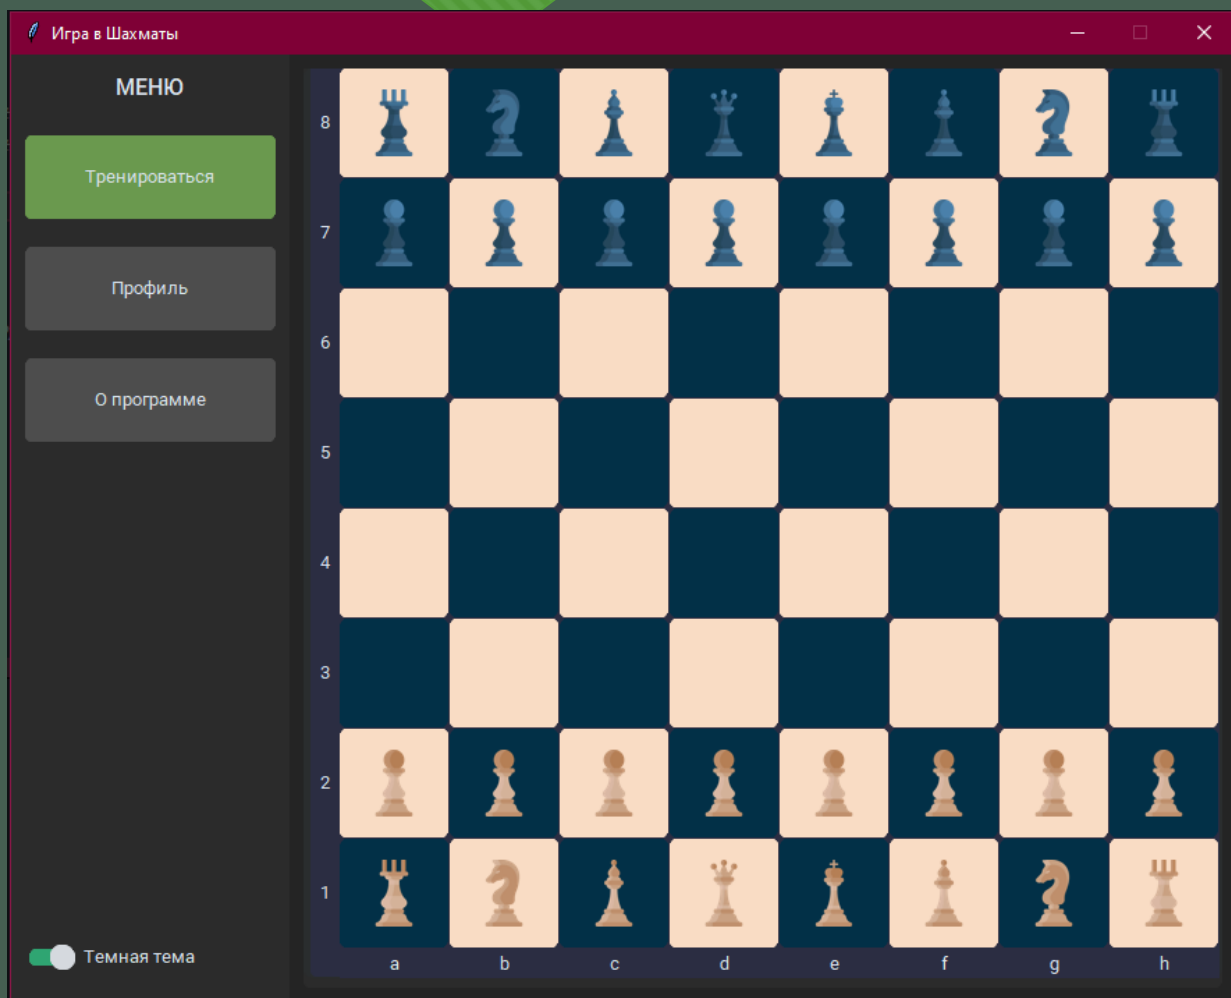 Игра в Шахматы
МЕНЮ
Тренироваться
Профиль
О программе
Темная тема
8
7
6
5
4
3
2
1
a b c d e f g h